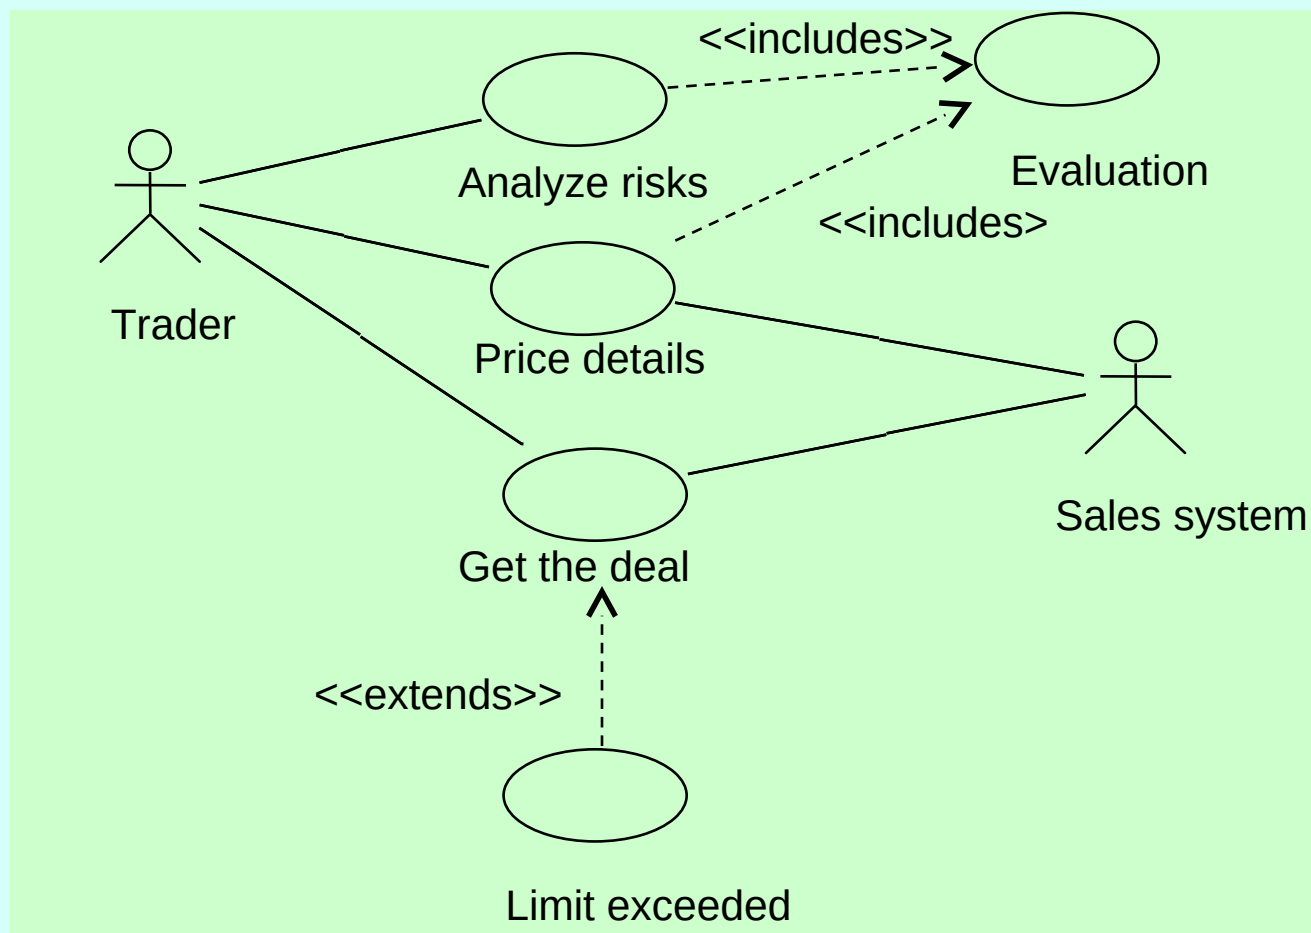 <<includes>>
Analyze risks
Evaluation
<<includes>
Trader
Price details
Sales system
Get the deal
<<extends>>
Limit exceeded